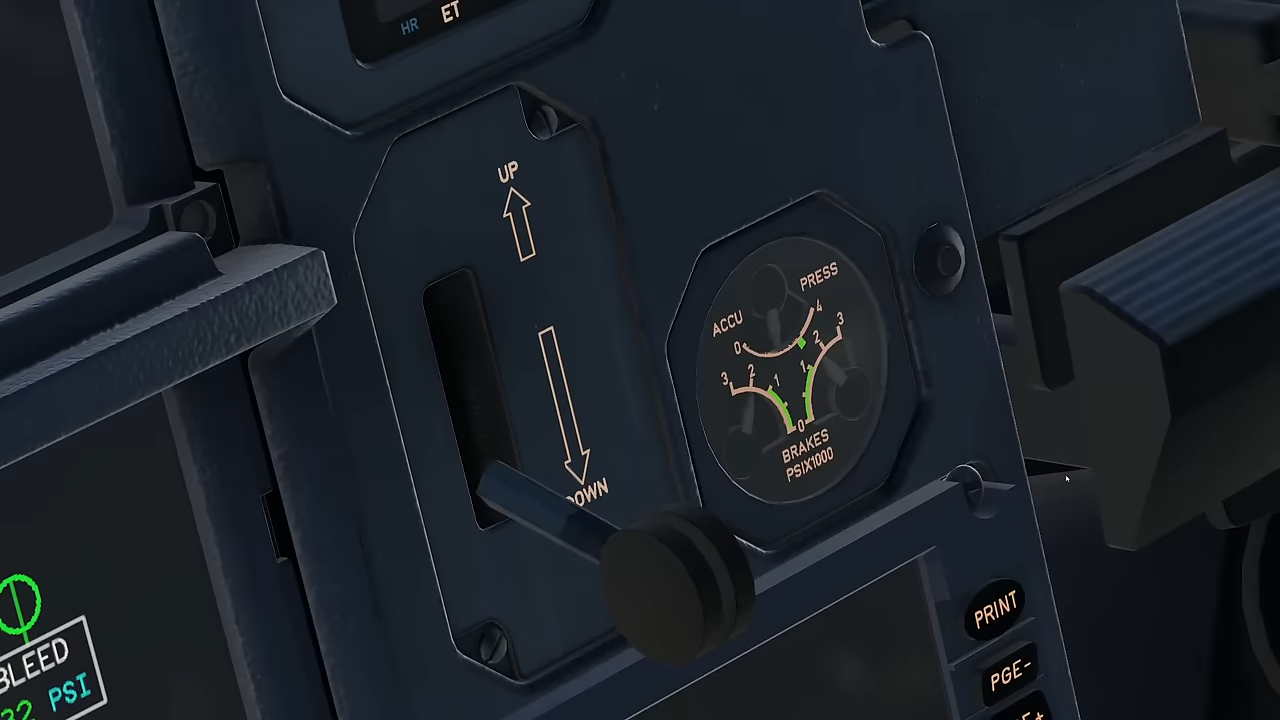 HR ET
UP
DOWN
ACCU PRESS
0 4
3 2 1 1 2 3
0
BRAKES
PSIX1000
BLEED
32 PSI
PRINT
PGE-